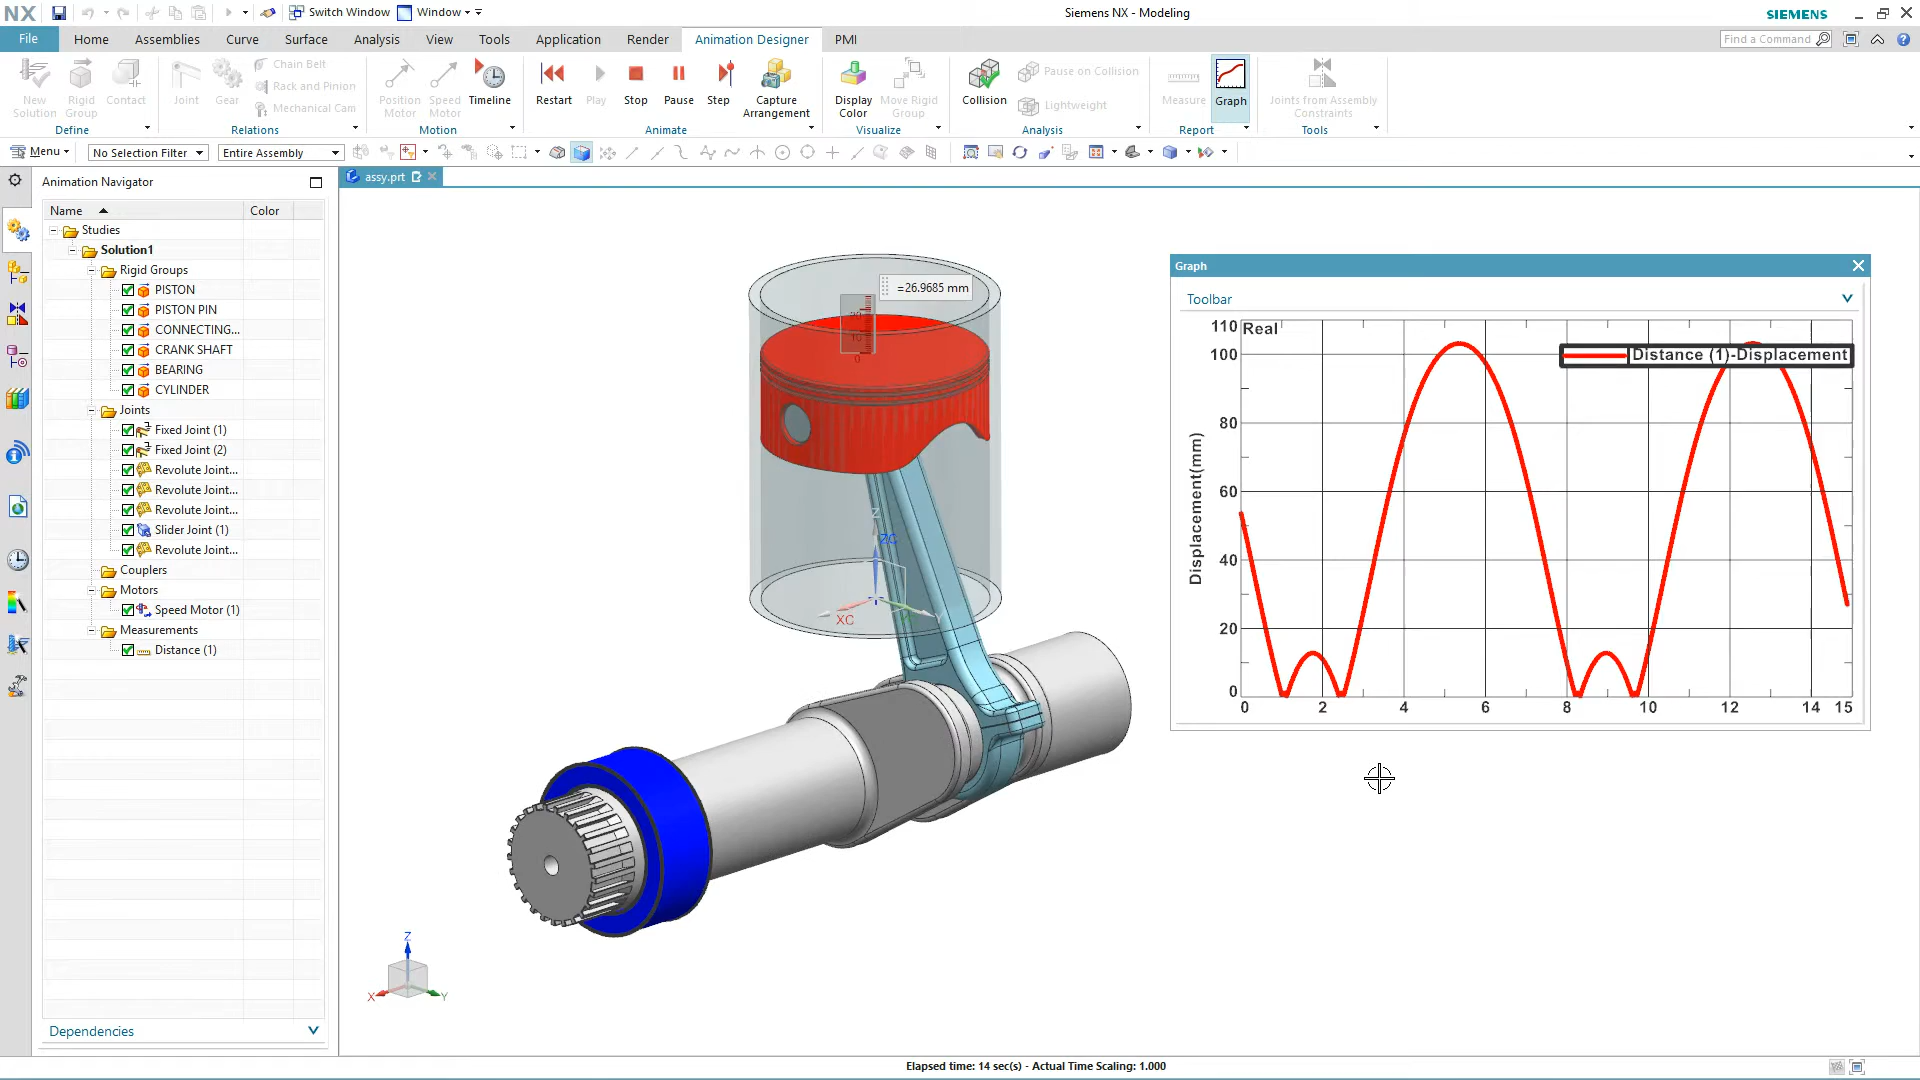 NX
Switch Window
Window
Siemens NX - Modeling
SIEMENS
File
Home
Assemblies
Curve
Surface
Analysis
View
Tools
Application
Render
Animation Designer
PMI
Find a Command
New Solution
Rigid Group
Contact
Define
Joint
Gear
Chain Belt
Rack and Pinion
Mechanical Cam
Relations
Position Motor
Speed Motor
Timeline
Motion
Restart
Play
Stop
Pause
Step
Capture Arrangement
Animate
Display Color
Move Rigid Group
Visualize
Collision
Pause on Collision
Lightweight
Analysis
Measure
Graph
Report
Joints from Assembly Constraints
Tools
Menu
No Selection Filter
Entire Assembly
Animation Navigator
assy.prt
Name
Color
Studies
Solution1
Rigid Groups
PISTON
PISTON PIN
CONNECTING...
CRANK SHAFT
BEARING
CYLINDER
Joints
Fixed Joint (1)
Fixed Joint (2)
Revolute Joint...
Revolute Joint...
Revolute Joint...
Slider Joint (1)
Revolute Joint...
Couplers
Motors
Speed Motor (1)
Measurements
Distance (1)
Dependencies
=26.9685 mm
10
0
Z
ZC
XC
Z
X
Y
Graph
Toolbar
Real
Distance (1)-Displacement
Displacement(mm)
110
100
80
60
40
20
0
0 2 4 6 8 10 12 14 15
Elapsed time: 14 sec(s) - Actual Time Scaling: 1.000